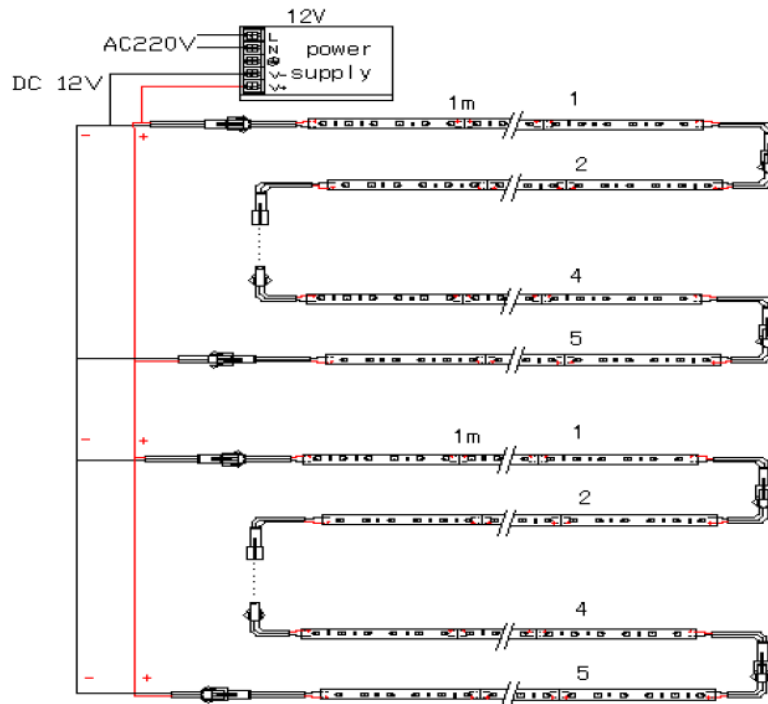 12V
L
AC220V
N
power
DC 12V
V-
supply
V+
- +
1m 1
2
4
5
- +
1m 1
2
4
5
- +